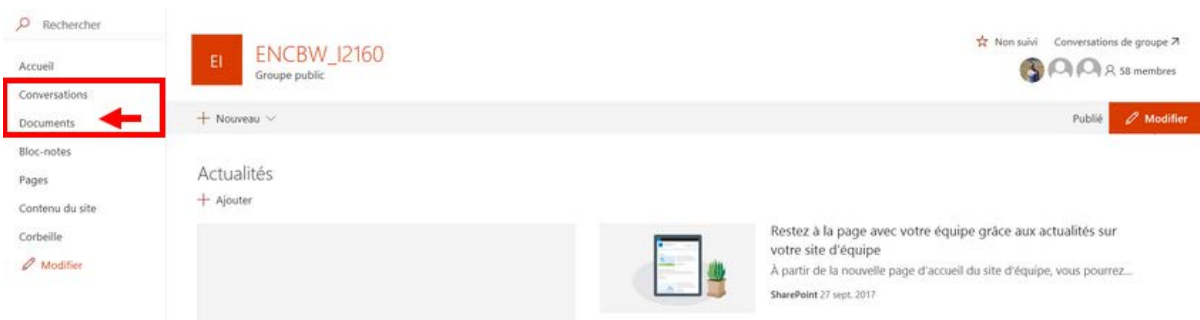 Rechercher
Accueil
Conversations
Documents
Bloc-notes
Pages
Contenu du site
Corbeille
Modifier
EI
ENCBW_I2160
Groupe public
Non suivi Conversations de groupe
58 membres
Nouveau
Publié Modifier
Actualités
Ajouter
Restez à la page avec votre équipe grâce aux actualités sur
votre site d'équipe
À partir de la nouvelle page d'accueil du site d'équipe, vous pourrez...
SharePoint 27 sept. 2017